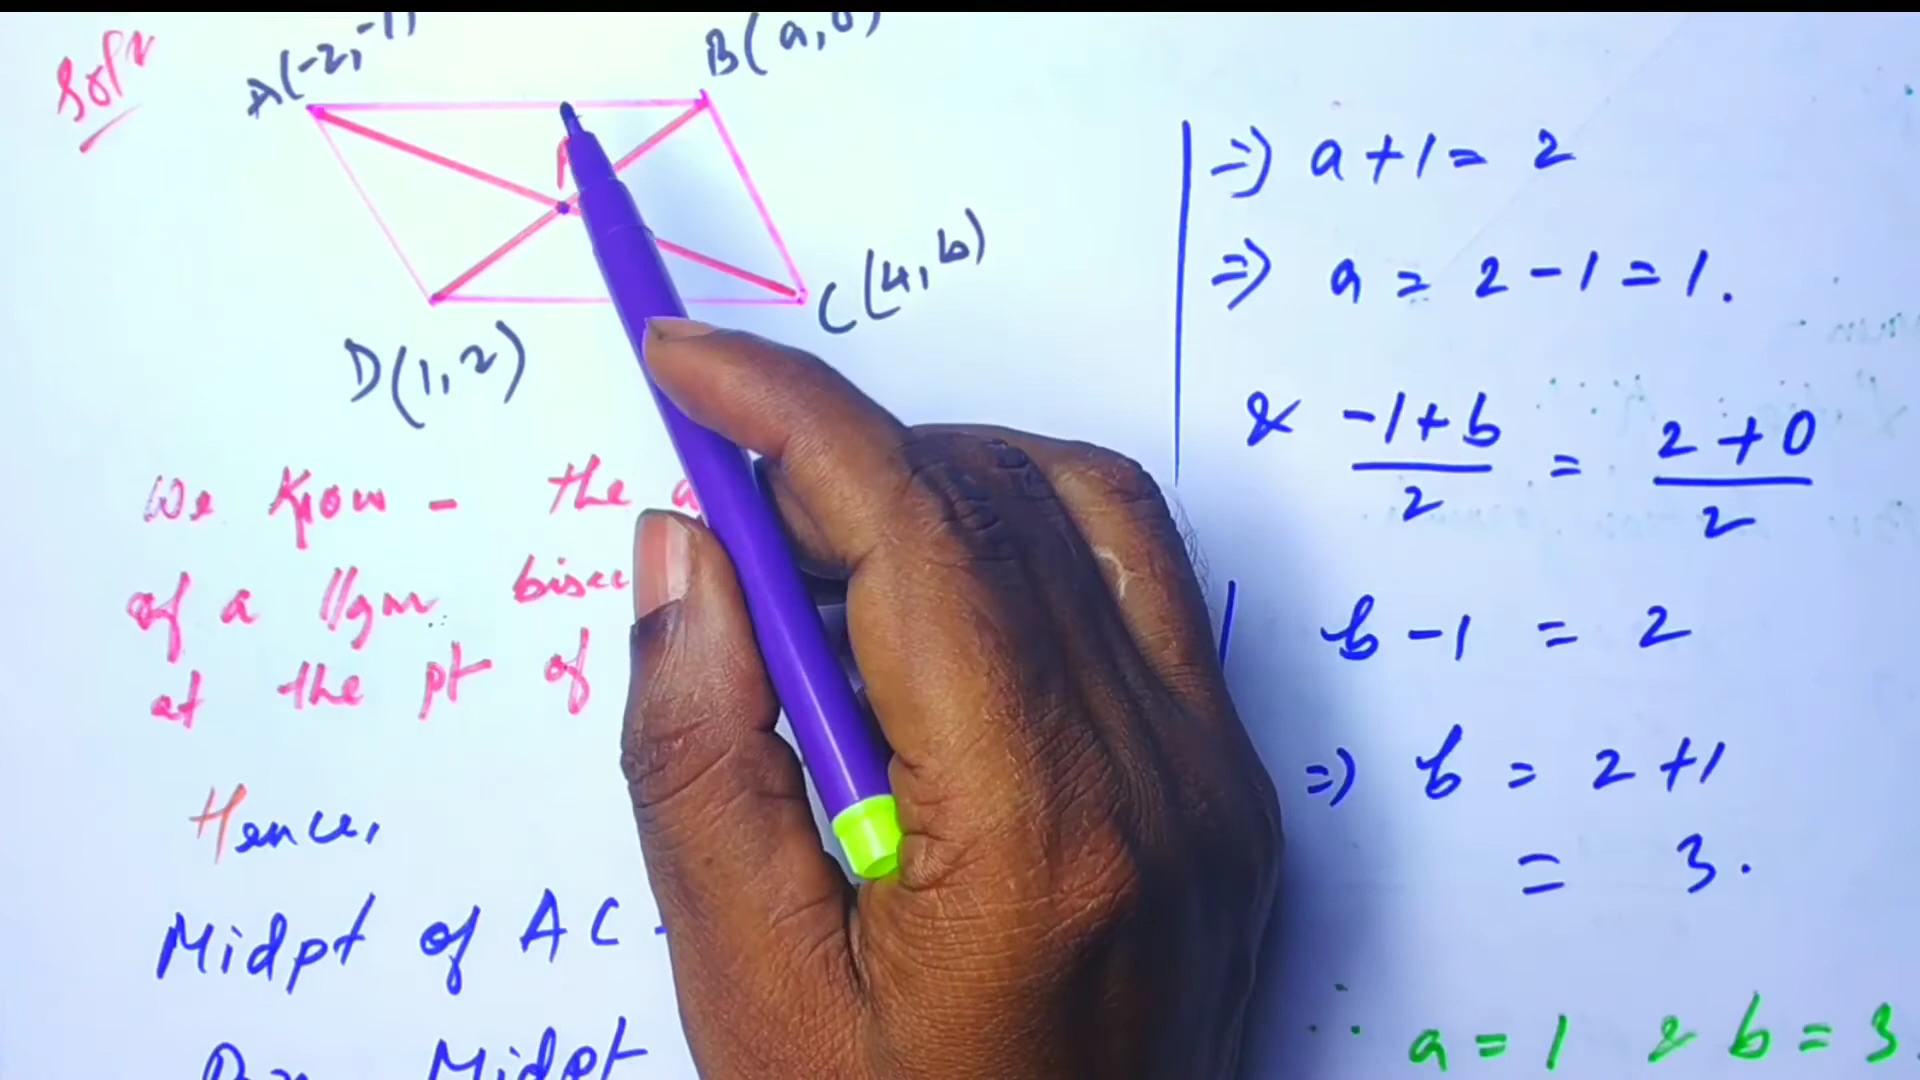 Soln
A(-2,-1)
B(a,0)
C(4,b)
D(1,2)
We know - the
of a llgm.
at the pt of
Hence,
Midpt of AC
Midpt
=) a+1= 2
=) a = 2-1=1.
& -1+b/2 = 2+0/2
b-1 = 2
=) b = 2+1
= 3.
∴ a=1 & b=3.